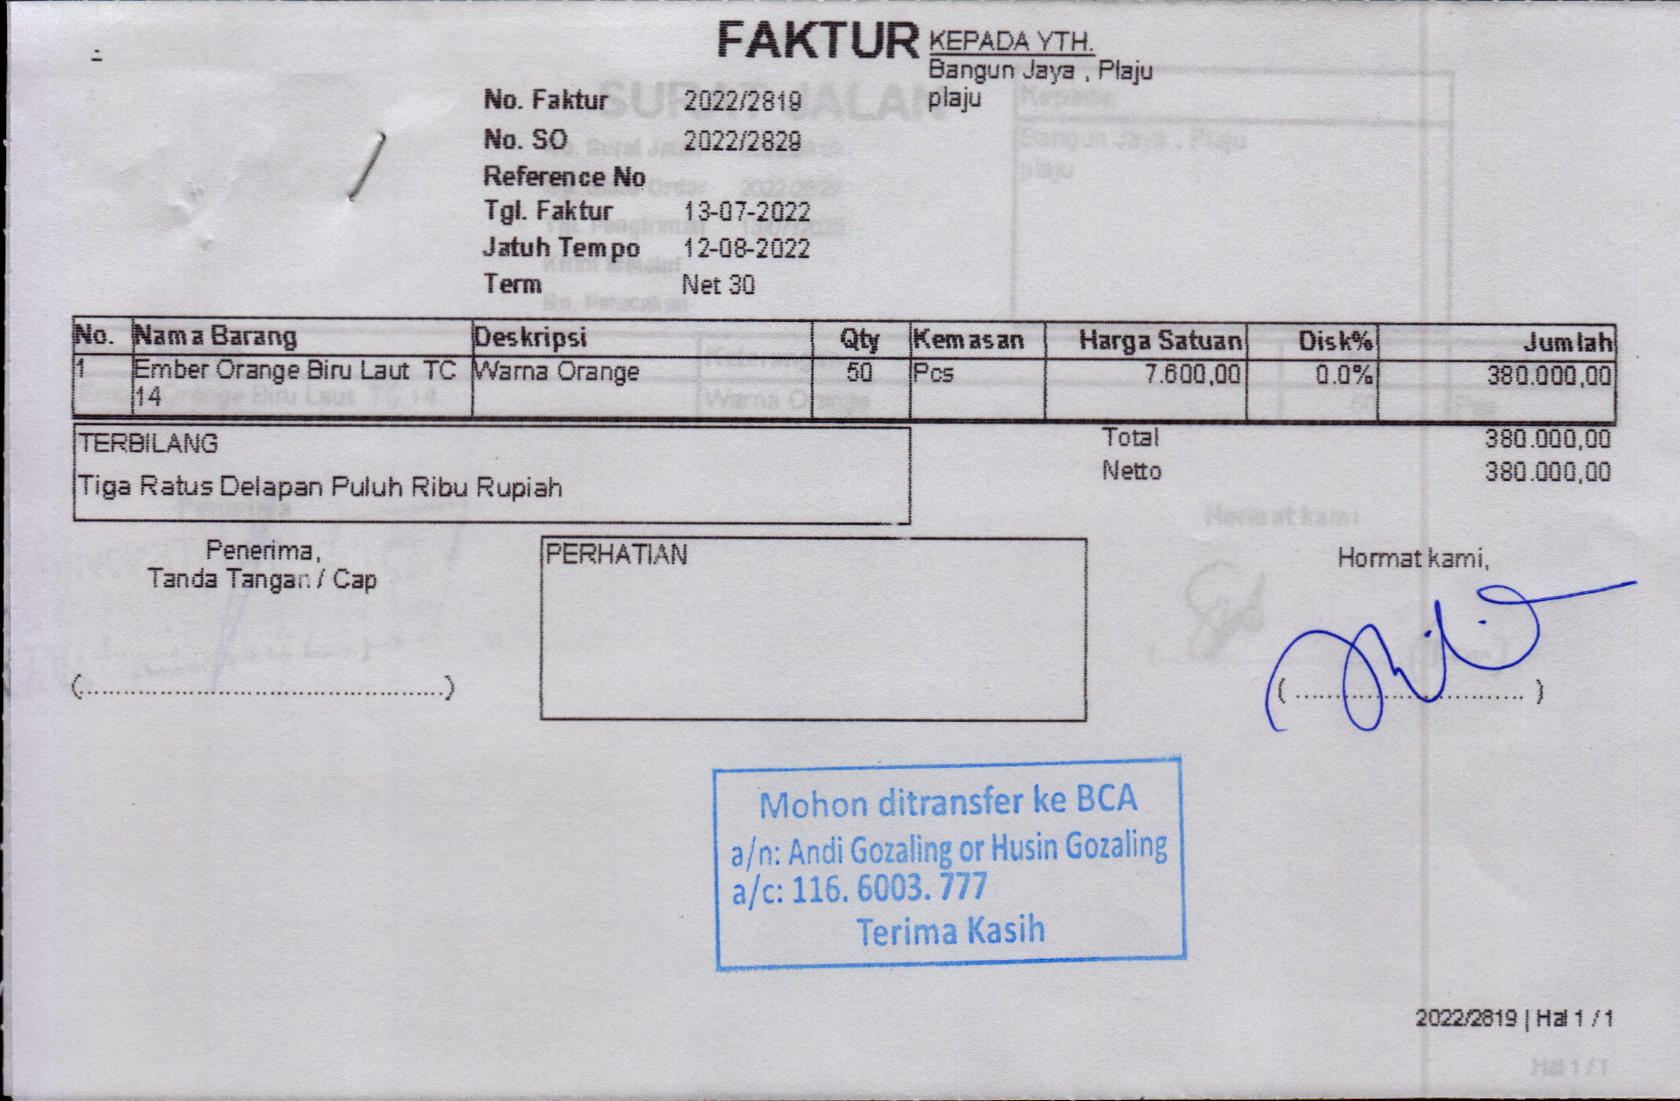 FAKTUR
KEPADA YTH.
Bangun Jaya , Plaju
plaju
No. Faktur 2022/2819
No. SO 2022/2829
Reference No
Tgl. Faktur 13-07-2022
Jatuh Tempo 12-08-2022
Term Net 30
No. Nama Barang Deskripsi Qty Kemasan Harga Satuan Disk% Jumlah
1 Ember Orange Biru Laut TC Warna Orange 50 Pcs 7.600,00 0.0% 380.000,00
14
TERBILANG
Tiga Ratus Delapan Puluh Ribu Rupiah
Total 380.000,00
Netto 380.000,00
Penerima,
Tanda Tangan / Cap
(..............................................)
PERHATIAN
Hormat kami,
( ............................. )
Mohon ditransfer ke BCA
a/n: Andi Gozaling or Husin Gozaling
a/c: 116. 6003. 777
Terima Kasih
2022/2819 | Hal 1 / 1